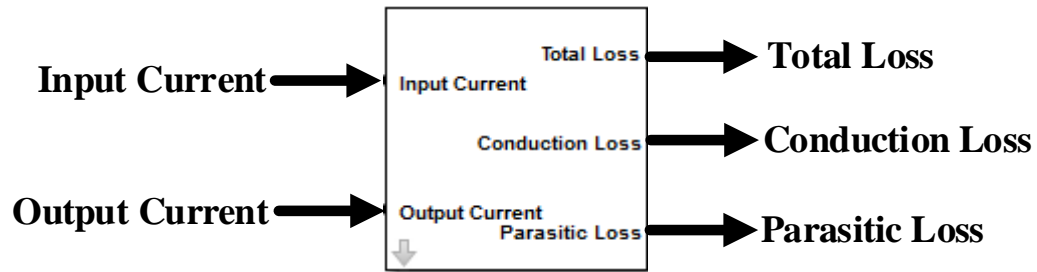 Total Loss
Total Loss
Input Current
Input Current
Conduction Loss
Conduction Loss
Output Current
Output Current
Parasitic Loss
Parasitic Loss